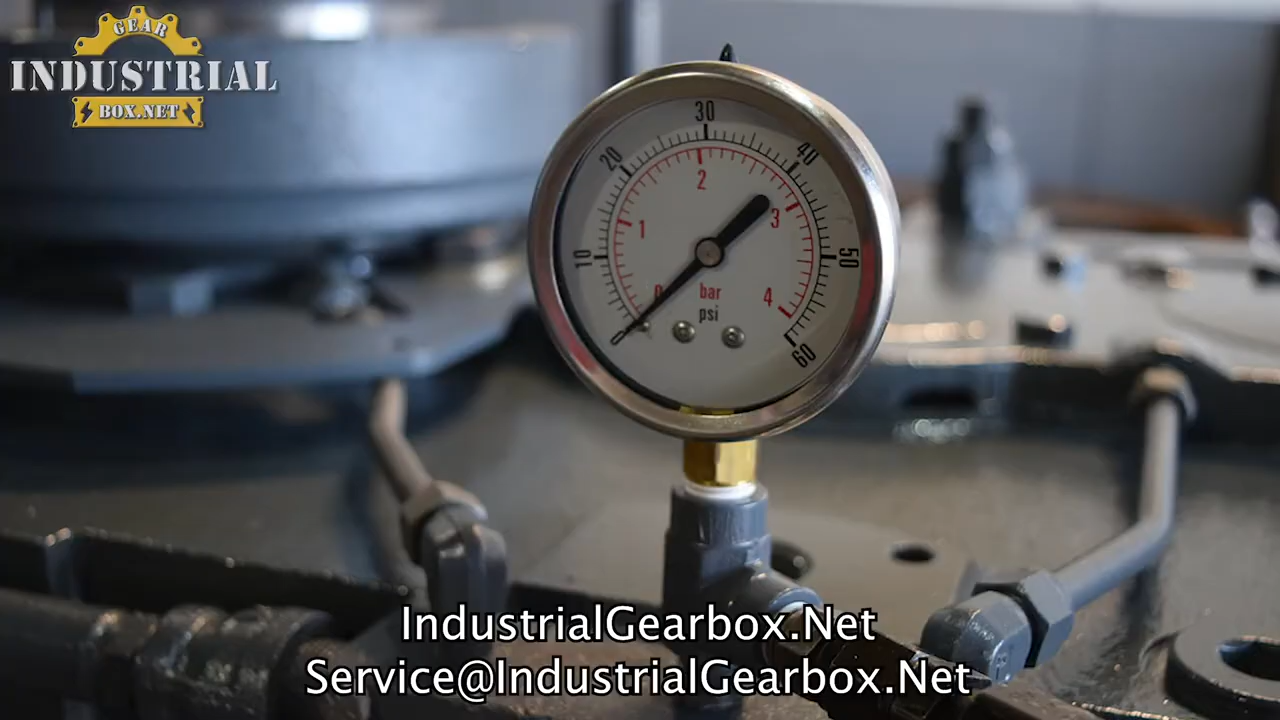 GEAR
INDUSTRIAL
BOX.NET
30
20
40
2
1
3
10
50
0
bar
4
psi
0
60
IndustrialGearbox.Net
Service@IndustrialGearbox.Net